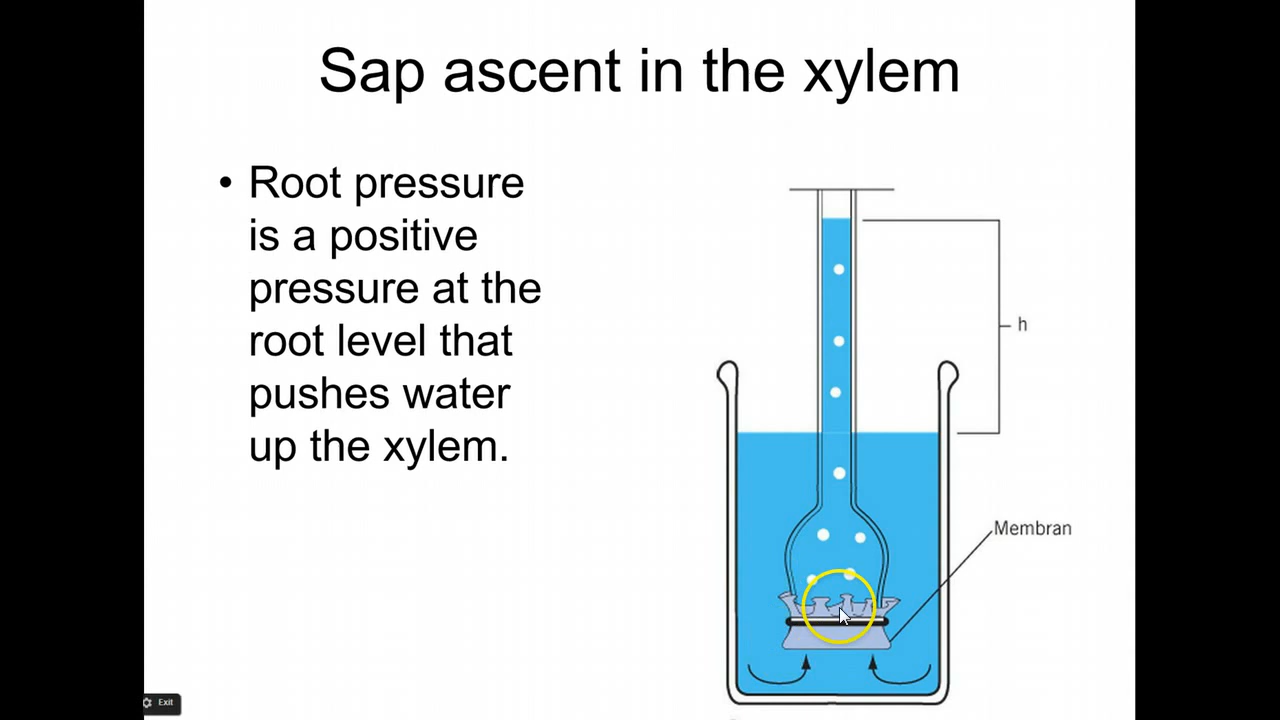 Sap ascent in the xylem
• Root pressure
is a positive
pressure at the
root level that
pushes water
up the xylem.
h
Membran
Exit